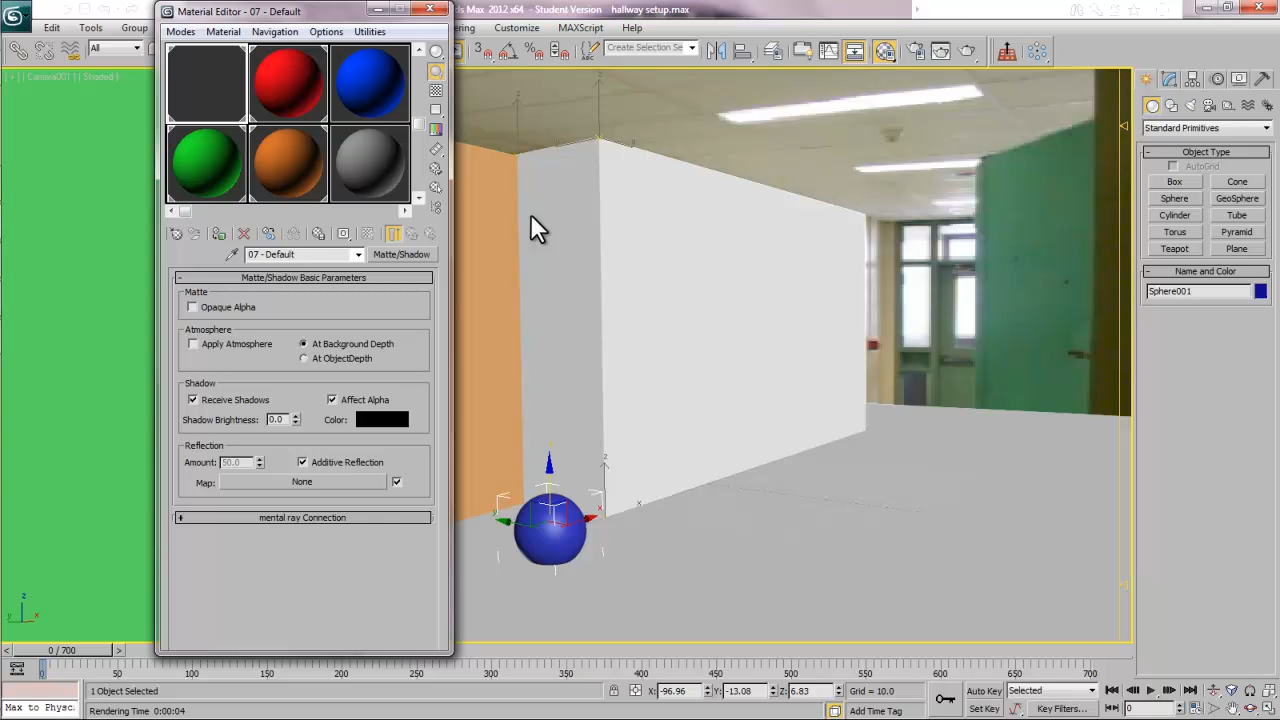 Material Editor - 07 - Default
ds Max 2012 x64 - Student Version hallway setup.max
Edit Tools Group
Modes Material Navigation Options Utilities
ering Customize MAXScript Help
All
Create Selection Se
[ + ] [ Camera001 ] [ Shaded ]
Standard Primitives
Object Type
AutoGrid
Box Cone
Sphere GeoSphere
Cylinder Tube
Torus Pyramid
Teapot Plane
Name and Color
Sphere001
07 - Default Matte/Shadow
Matte/Shadow Basic Parameters
Matte
Opaque Alpha
Atmosphere
Apply Atmosphere At Background Depth
At ObjectDepth
Shadow
Receive Shadows Affect Alpha
Shadow Brightness: 0.0 Color:
Reflection
Amount: 50.0 Additive Reflection
Map: None
mental ray Connection
z
z
x
z
x
z
y x
y x
0 / 700
0 50 100 150 200 250 300 350 400 450 500 550 600 650 700
1 Object Selected X: -96.96 Y: -13.08 Z: 6.83 Grid = 10.0 Auto Key Selected
Max to Physc. Rendering Time 0:00:04 Add Time Tag Set Key Key Filters... 0